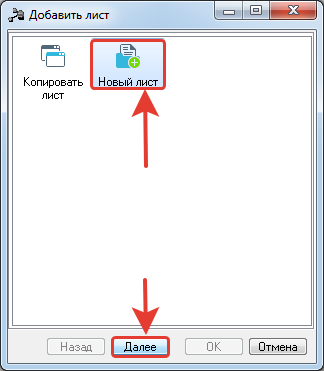 Добавить лист
Копировать
лист
Новый лист
Назад
Далее
OK
Отмена